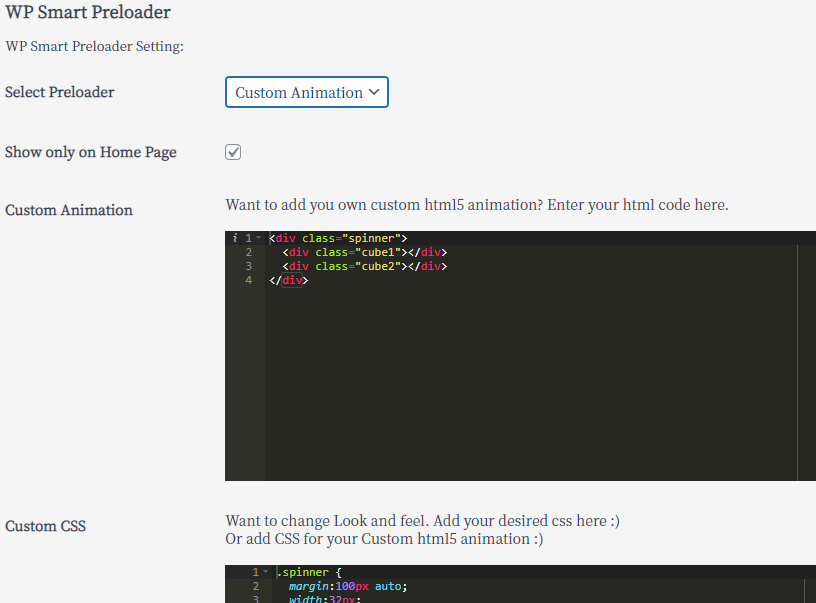 WP Smart Preloader
WP Smart Preloader Setting:
Select Preloader
Custom Animation
Show only on Home Page
Custom Animation
Want to add you own custom html5 animation? Enter your html code here.
i 1 <div class="spinner">
2 <div class="cube1"></div>
3 <div class="cube2"></div>
4 </div>
Custom CSS
Want to change Look and feel. Add your desired css here :)
Or add CSS for your Custom html5 animation :)
1 .spinner {
2 margin:100px auto;
3 width:32px;